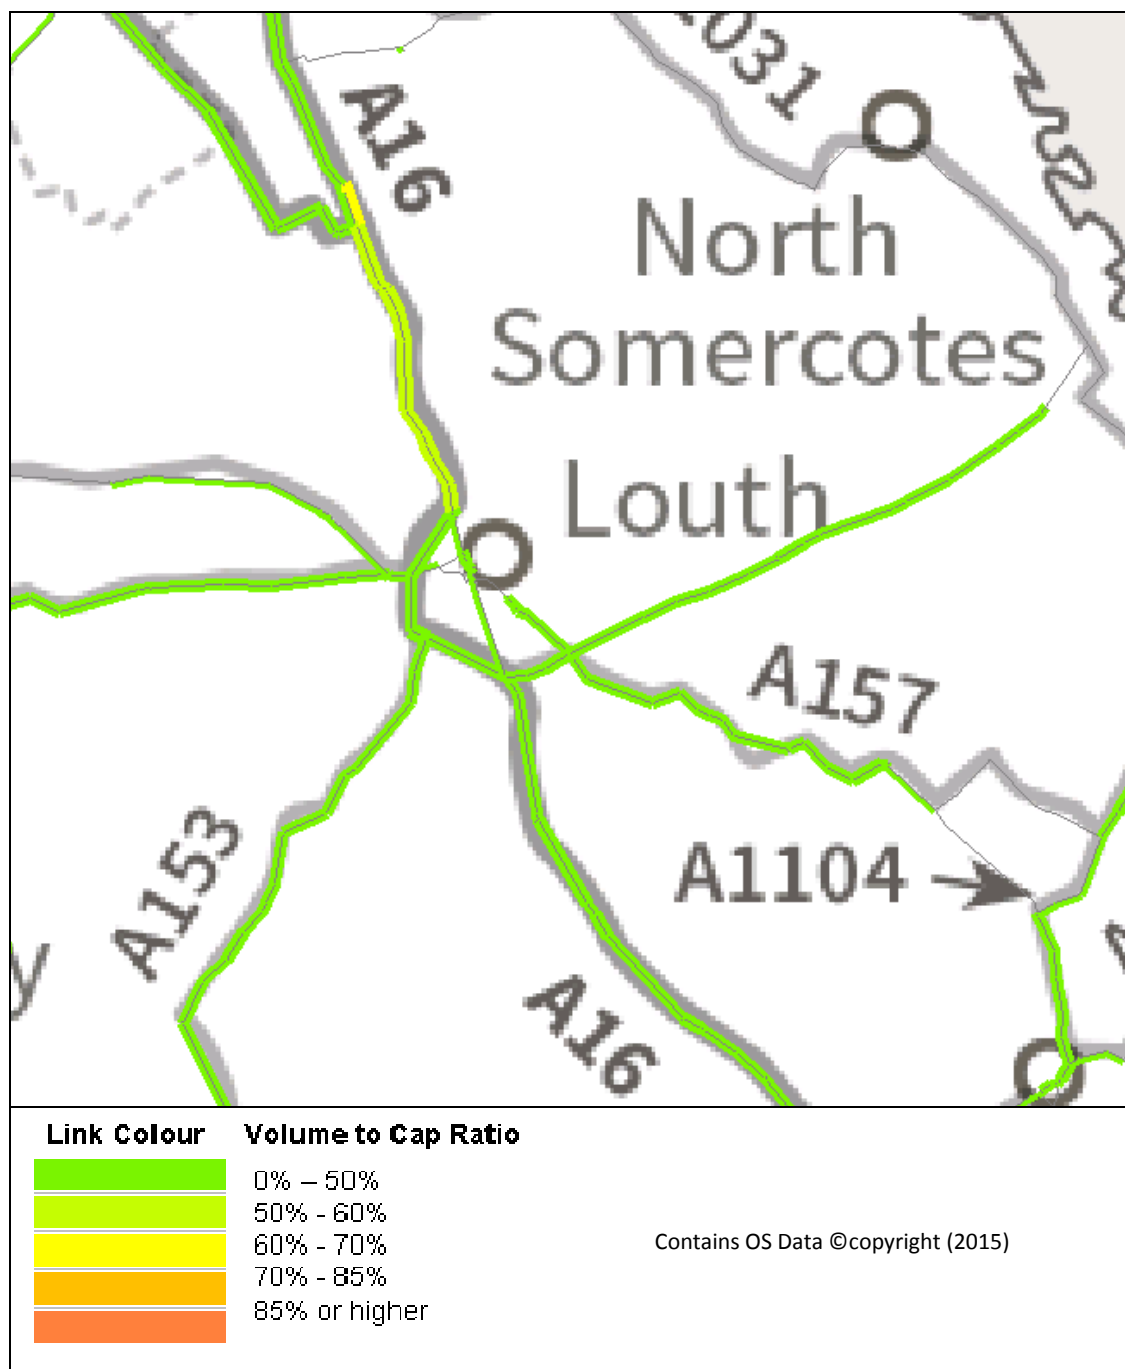 1031
A16
North
Somercotes
Louth
A157
A1104
A153
y
A16
Link Colour Volume to Cap Ratio
0% – 50%
50% - 60%
60% - 70%
70% - 85%
85% or higher
Contains OS Data ©copyright (2015)